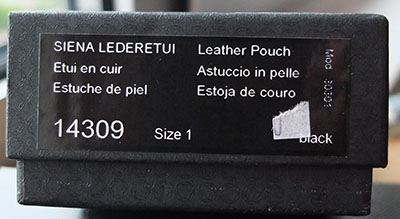 SIENA LEDERETUI Leather Pouch
Etui en cuir Astuccio in pelle
Estuche de piel Estoja de couro
14309 Size 1 black
Mod. 30301